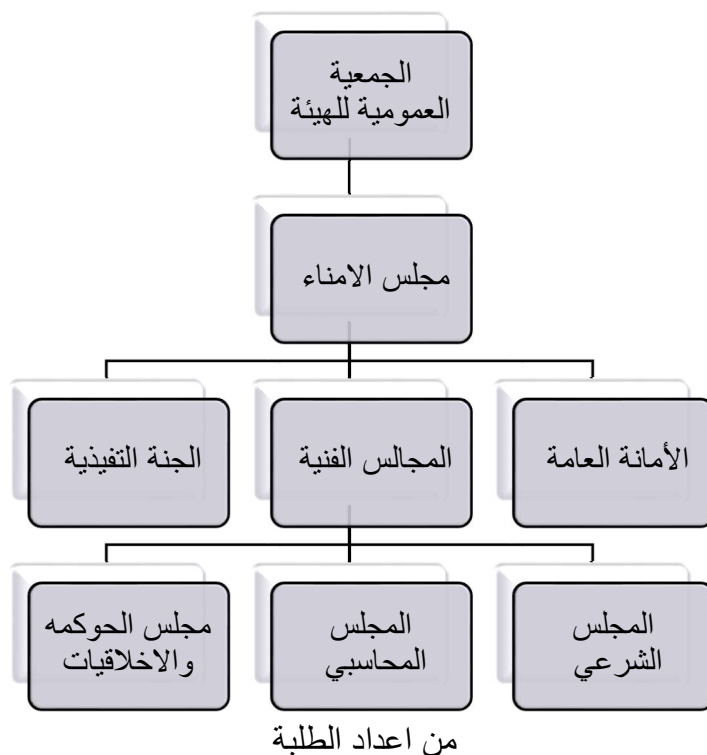 الجمعية
العمومية للهيئة
مجلس الامناء
الأمانة العامة
المجالس الفنية
الجنة التفيذية
المجلس
الشرعي
المجلس
المحاسبي
مجلس الحوكمه
والاخلاقيات
من اعداد الطلبة